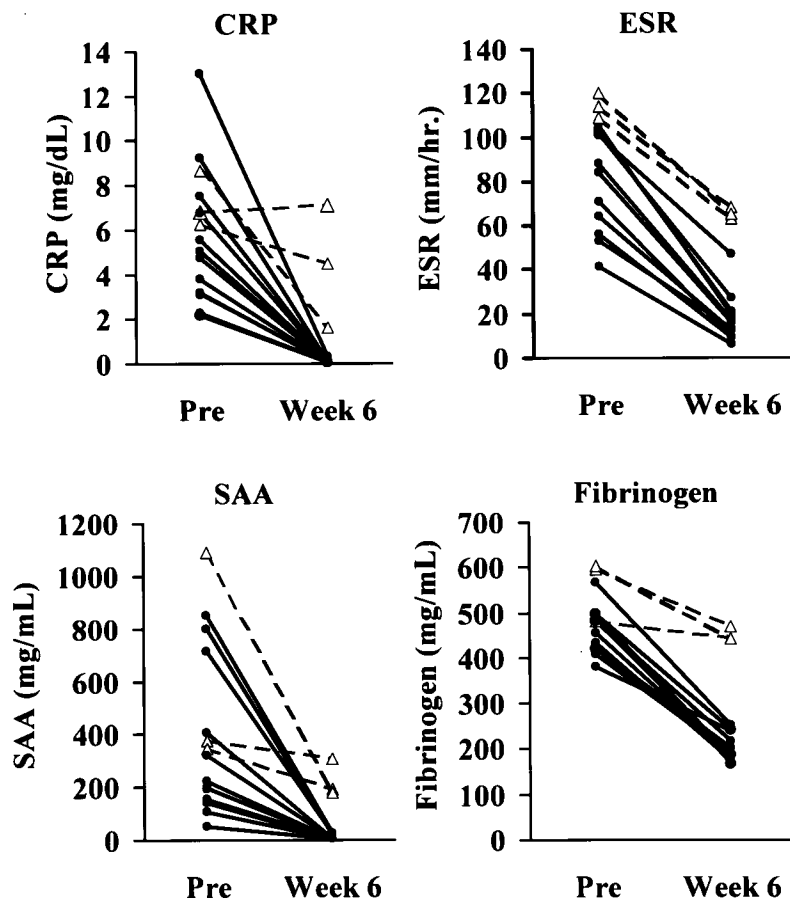 CRP
CRP (mg/dL)
14
12
10
8
6
4
2
0
Pre Week 6
ESR
ESR (mm/hr.)
140
120
100
80
60
40
20
0
Pre Week 6
SAA
SAA (mg/mL)
1200
1000
800
600
400
200
0
Pre Week 6
Fibrinogen
Fibrinogen (mg/mL)
700
600
500
400
300
200
100
0
Pre Week 6